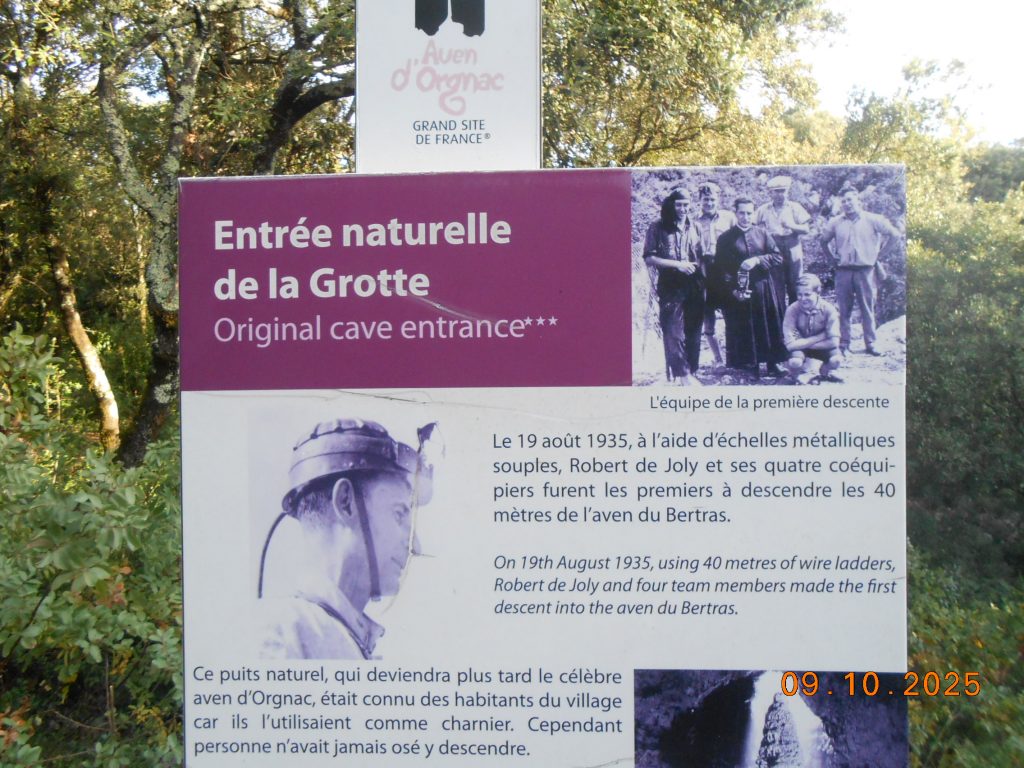 Aven
d'Orgnac
GRAND SITE
DE FRANCE®
Entrée naturelle
de la Grotte
Original cave entrance***
L'équipe de la première descente
Le 19 août 1935, à l'aide d'échelles métalliques
souples, Robert de Joly et ses quatre coéqui-
piers furent les premiers à descendre les 40
mètres de l'aven du Bertras.
On 19th August 1935, using 40 metres of wire ladders,
Robert de Joly and four team members made the first
descent into the aven du Bertras.
Ce puits naturel, qui deviendra plus tard le célèbre
aven d'Orgnac, était connu des habitants du village
car ils l'utilisaient comme charnier. Cependant
personne n'avait jamais osé y descendre.
09.10.2025